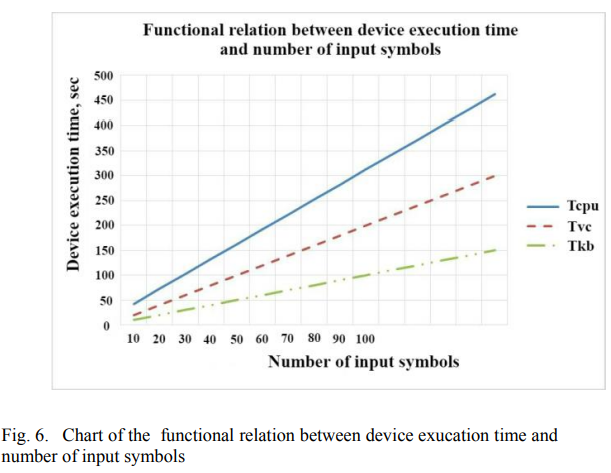 Functional relation between device execution time
and number of input symbols
Device execution time, sec
500
450
400
350
300
250
200
150
100
50
0
10 20 30 40 50 60 70 80 90 100
Number of input symbols
Tcpu
Tvc
Tkb
Fig. 6. Chart of the functional relation between device exucation time and
number of input symbols